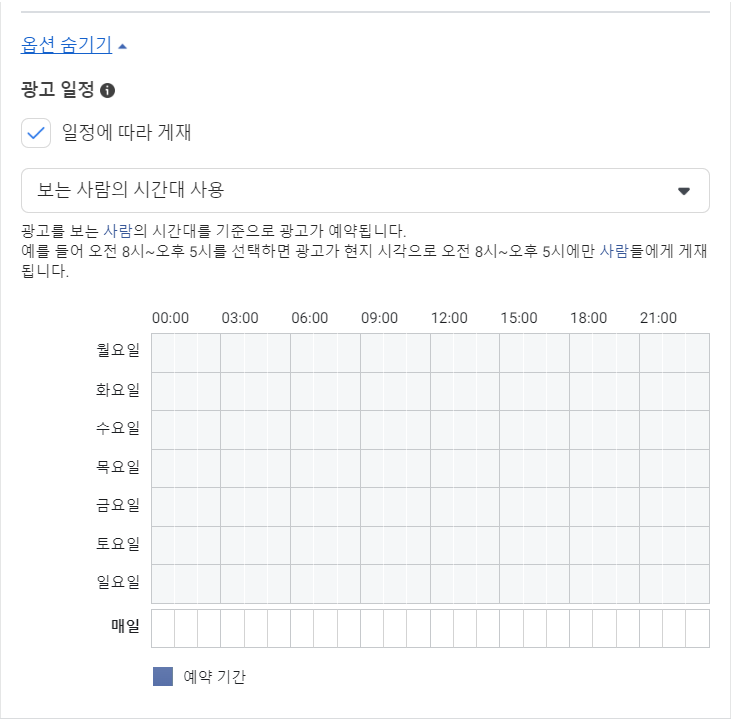 옵션 숨기기
광고 일정
일정에 따라 게재
보는 사람의 시간대 사용
광고를 보는 사람의 시간대를 기준으로 광고가 예약됩니다.
예를 들어 오전 8시~오후 5시를 선택하면 광고가 현지 시각으로 오전 8시~오후 5시에만 사람들에게 게재
됩니다.
00:00 03:00 06:00 09:00 12:00 15:00 18:00 21:00
월요일
화요일
수요일
목요일
금요일
토요일
일요일
매일
예약 기간